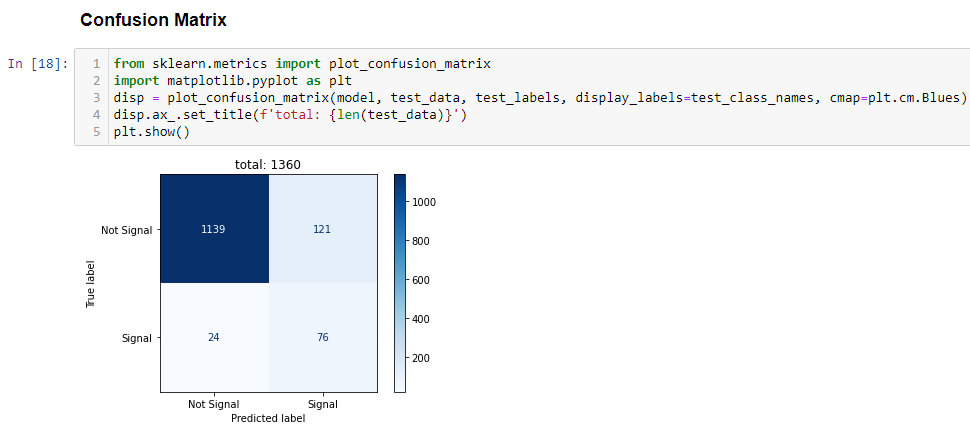 Confusion Matrix
In [18]:
1 from sklearn.metrics import plot_confusion_matrix
2 import matplotlib.pyplot as plt
3 disp = plot_confusion_matrix(model, test_data, test_labels, display_labels=test_class_names, cmap=plt.cm.Blues)
4 disp.ax_.set_title(f'total: {len(test_data)}')
5 plt.show()
total: 1360
True label
Not Signal
1139
121
Signal
24
76
Not Signal
Signal
Predicted label
1000
800
600
400
200